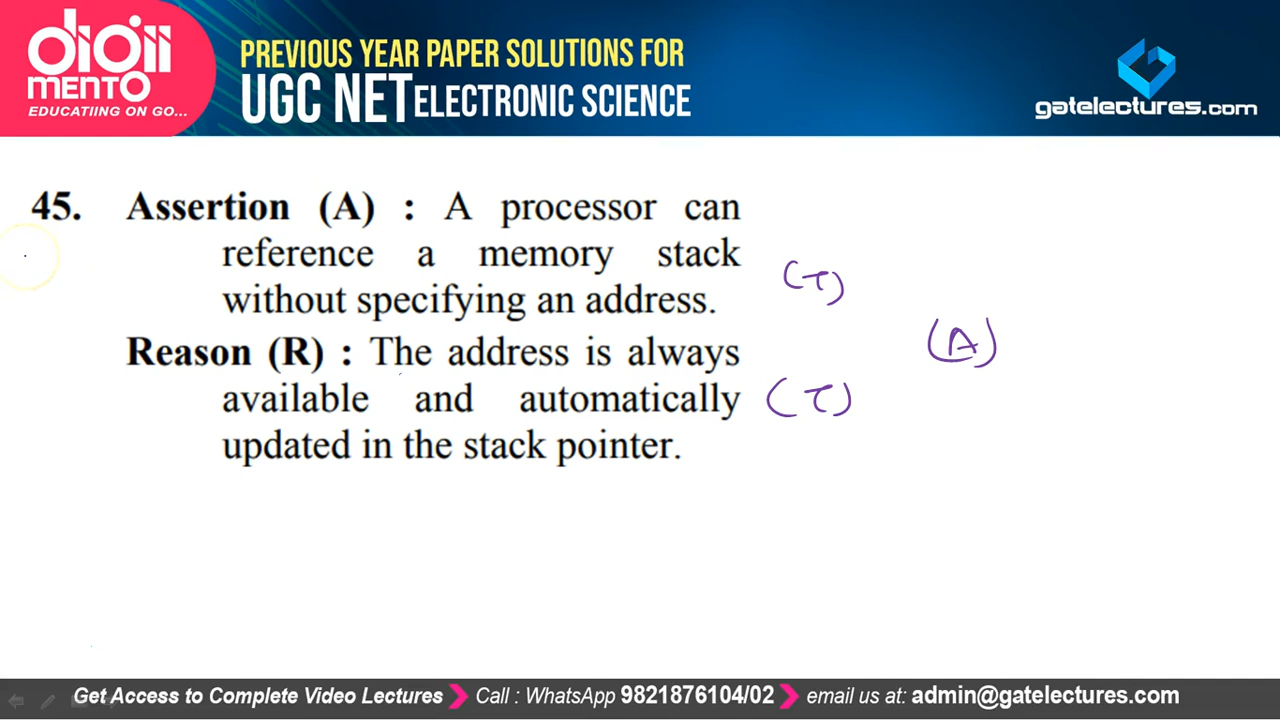 digii
MENTO
EDUCATIING ON GO...
PREVIOUS YEAR PAPER SOLUTIONS FOR
UGC NET ELECTRONIC SCIENCE
gatelectures.com
45. Assertion (A) : A processor can
reference a memory stack
without specifying an address.
(T)
(A)
Reason (R) : The address is always
available and automatically
updated in the stack pointer.
(T)
Get Access to Complete Video Lectures Call : WhatsApp 9821876104/02 email us at: admin@gatelectures.com